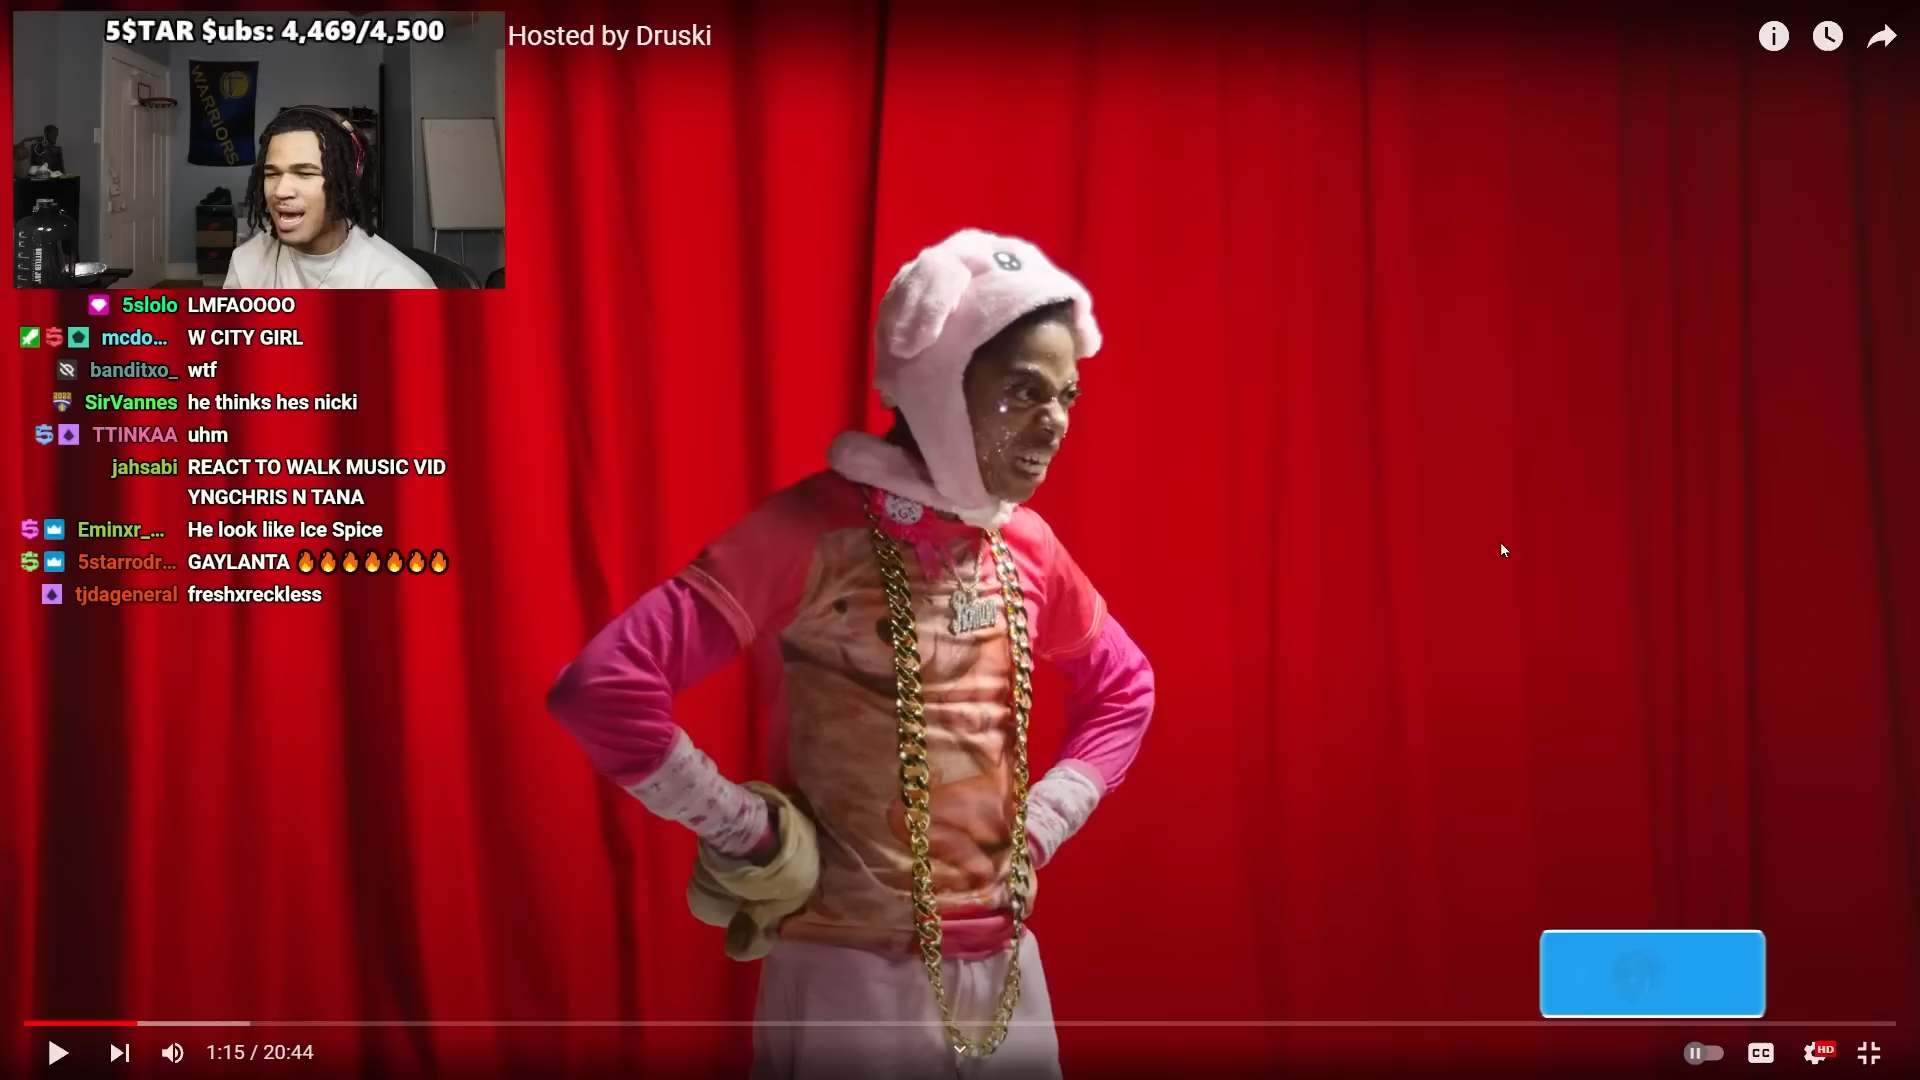 5$TAR $ubs: 4,469/4,500
Hosted by Druski
WARRIORS
5slolo LMFAOOOO
mcdo... W CITY GIRL
banditxo_ wtf
SirVannes he thinks hes nicki
TTINKAA uhm
jahsabi REACT TO WALK MUSIC VID
YNGCHRIS N TANA
Eminxr_... He look like Ice Spice
5starrodr... GAYLANTA 🔥🔥🔥🔥🔥🔥🔥
tjdageneral freshxreckless
1:15 / 20:44
CC
HD